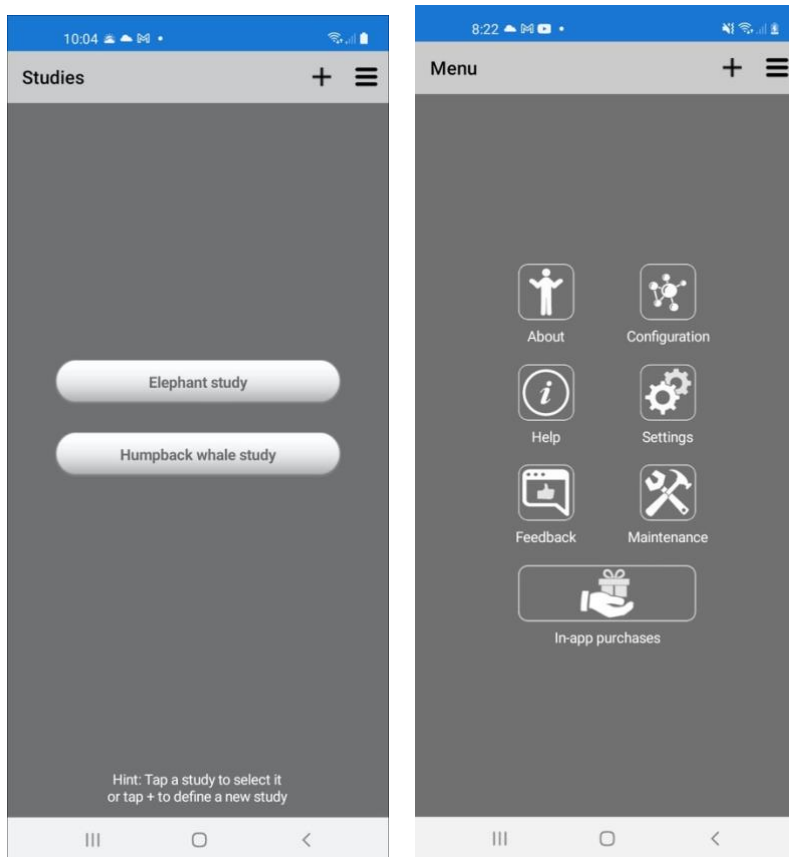 10:04
Studies
Elephant study
Humpback whale study
Hint: Tap a study to select it
or tap + to define a new study
8:22
Menu
About
Configuration
Help
Settings
Feedback
Maintenance
In-app purchases